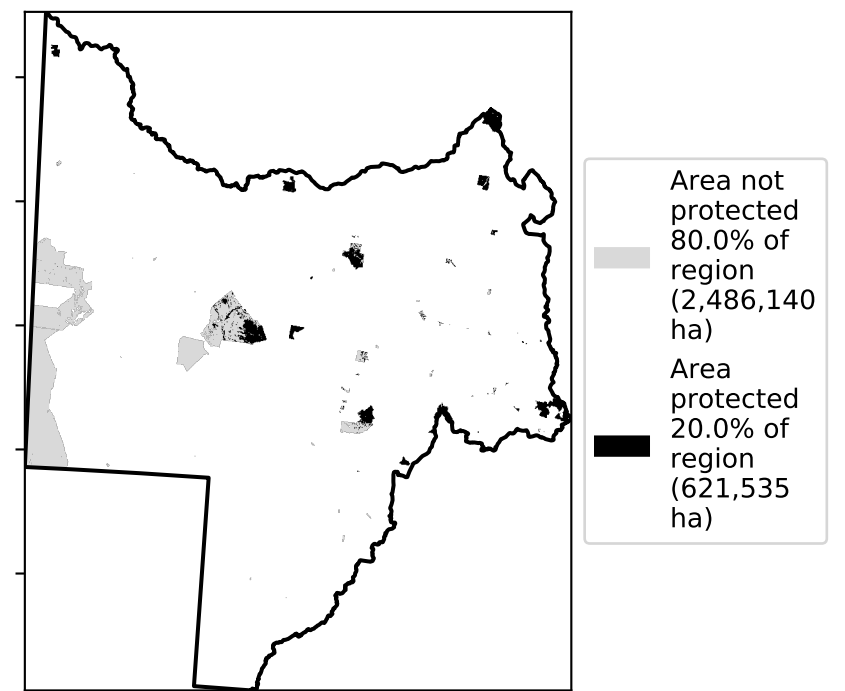 Area not
protected
80.0% of
region
(2,486,140
ha)
Area
protected
20.0% of
region
(621,535
ha)